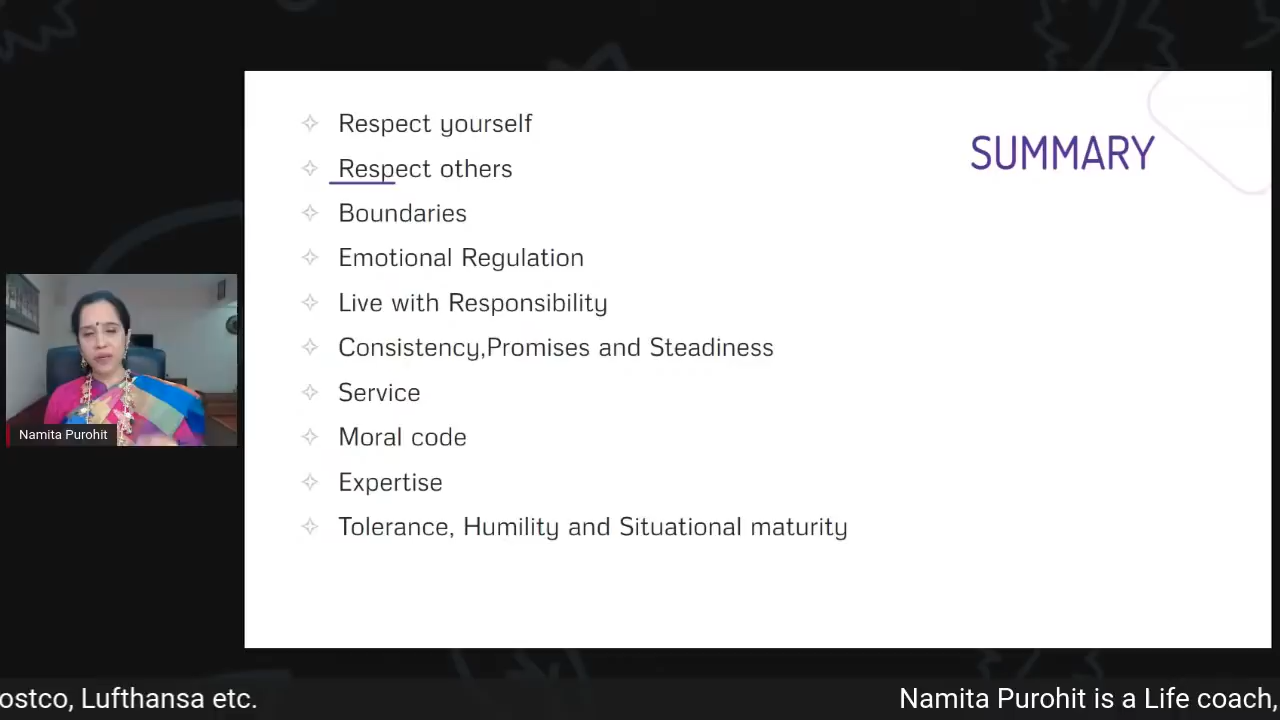 SUMMARY
Respect yourself
Respect others
Boundaries
Emotional Regulation
Live with Responsibility
Consistency,Promises and Steadiness
Service
Moral code
Expertise
Tolerance, Humility and Situational maturity
Namita Purohit
ostco, Lufthansa etc.
Namita Purohit is a Life coach,